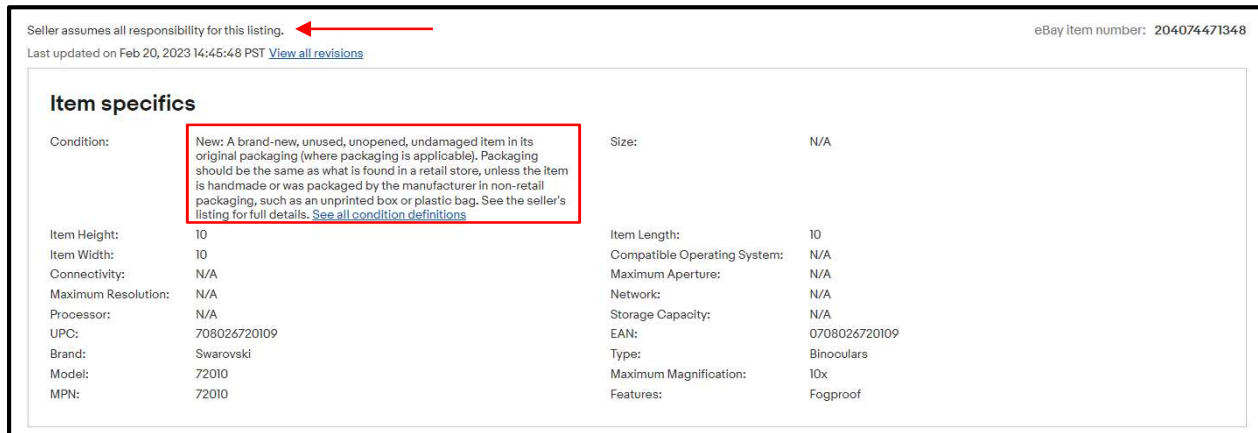 Seller assumes all responsibility for this listing.
eBay item number: 204074471348
Last updated on Feb 20, 2023 14:45:48 PST View all revisions
Item specifics
Condition:
New: A brand-new, unused, unopened, undamaged item in its
original packaging (where packaging is applicable). Packaging
should be the same as what is found in a retail store, unless the item
is handmade or was packaged by the manufacturer in non-retail
packaging, such as an unprinted box or plastic bag. See the seller's
listing for full details. See all condition definitions
Size: N/A
Item Height: 10
Item Length: 10
Item Width: 10
Compatible Operating System: N/A
Connectivity: N/A
Maximum Aperture: N/A
Maximum Resolution: N/A
Network: N/A
Processor: N/A
Storage Capacity: N/A
UPC: 708026720109
EAN: 0708026720109
Brand: Swarovski
Type: Binoculars
Model: 72010
Maximum Magnification: 10x
MPN: 72010
Features: Fogproof